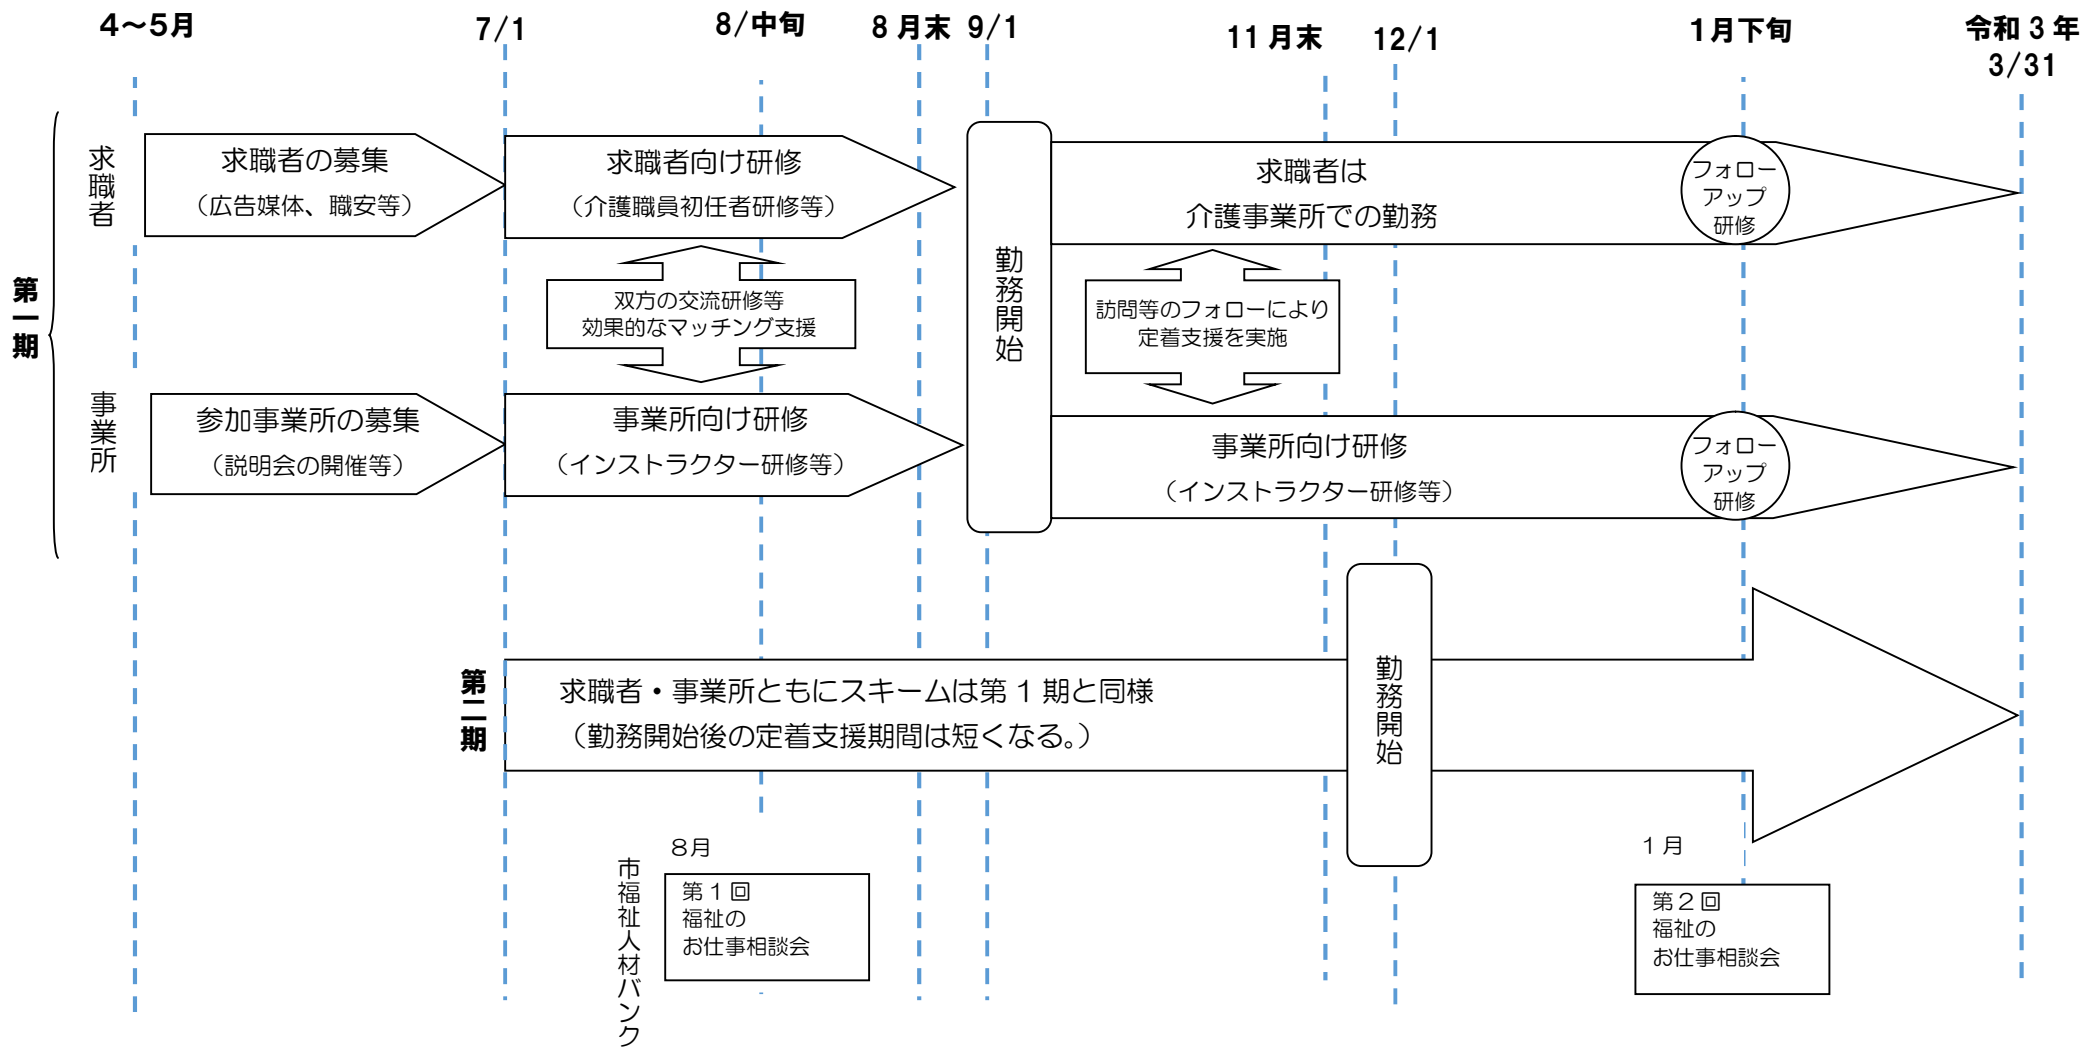 4～5月
7/1
8/中旬
8月末
9/1
11月末
12/1
1月下旬
令和3年
3/31
第一期
求職者
求職者の募集
（広告媒体、職安等）
求職者向け研修
（介護職員初任者研修等）
勤務開始
求職者は
介護事業所での勤務
フォロー
アップ
研修
双方の交流研修等
効果的なマッチング支援
訪問等のフォローにより
定着支援を実施
事業所
参加事業所の募集
（説明会の開催等）
事業所向け研修
（インストラクター研修等）
事業所向け研修
（インストラクター研修等）
フォロー
アップ
研修
第二期
求職者・事業所ともにスキームは第1期と同様
（勤務開始後の定着支援期間は短くなる。）
勤務開始
市福祉人材バンク
8月
第1回
福祉の
お仕事相談会
1月
第2回
福祉の
お仕事相談会